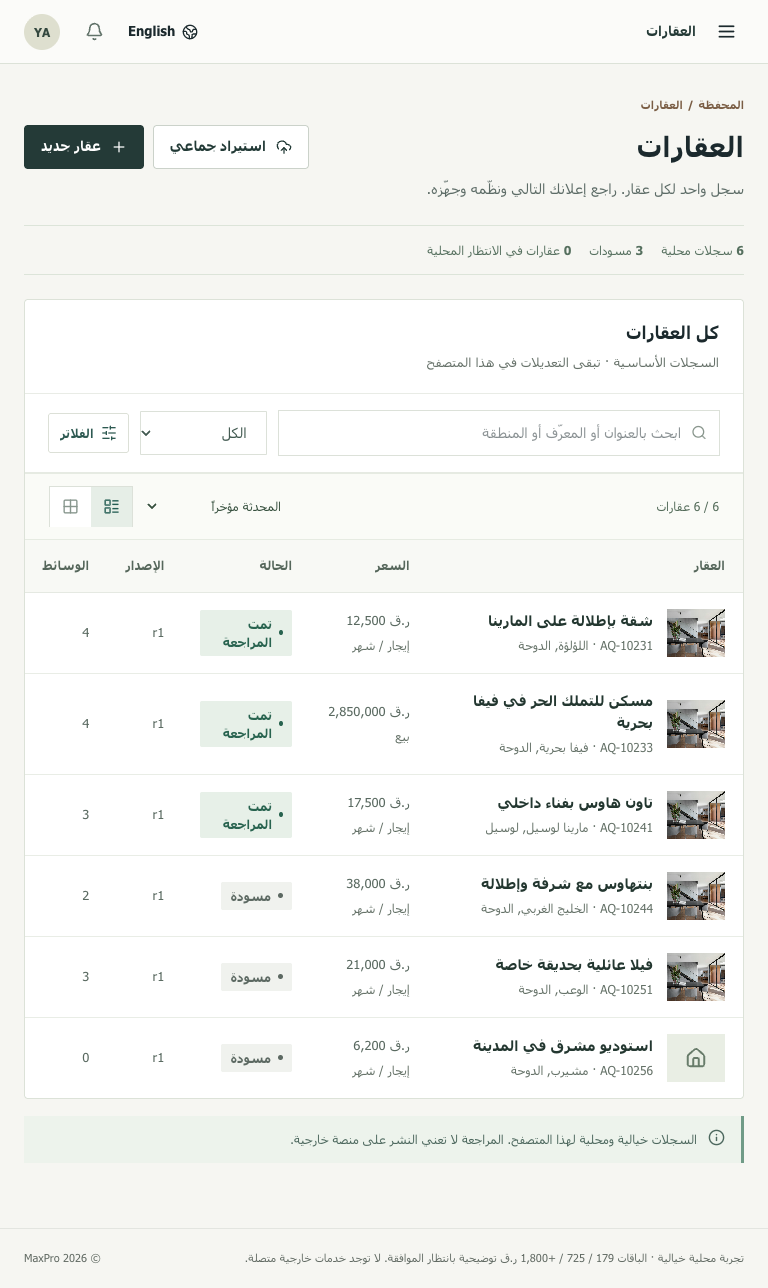 العقارات
English
YA
المحفظة / العقارات
العقارات
استيراد جماعي
عقار جديد
سجل واحد لكل عقار. راجع إعلانك التالي ونظّمه وجهّزه.
6 سجلات محلية 3 مسودات 0 عقارات في الانتظار المحلية
كل العقارات
السجلات الأساسية · تبقى التعديلات في هذا المتصفح
ابحث بالعنوان أو المعرّف أو المنطقة
الكل
الفلاتر
6 / 6 عقارات
المحدثة مؤخراً
العقار السعر الحالة الإصدار الوسائط
شقة بإطلالة على المارينا
AQ-10231 · اللؤلؤة, الدوحة
ر.ق 12,500
إيجار / شهر
تمت
المراجعة
r1
4
مسكن للتملك الحر في فيفا
بحرية
AQ-10233 · فيفا بحرية, الدوحة
ر.ق 2,850,000
بيع
تمت
المراجعة
r1
4
تاون هاوس بفناء داخلي
AQ-10241 · مارينا لوسيل, لوسيل
ر.ق 17,500
إيجار / شهر
تمت
المراجعة
r1
3
بنتهاوس مع شرفة وإطلالة
AQ-10244 · الخليج الغربي, الدوحة
ر.ق 38,000
إيجار / شهر
مسودة
r1
2
فيلا عائلية بحديقة خاصة
AQ-10251 · الوعب, الدوحة
ر.ق 21,000
إيجار / شهر
مسودة
r1
3
استوديو مشرق في المدينة
AQ-10256 · مشيرب, الدوحة
ر.ق 6,200
إيجار / شهر
مسودة
r1
0
السجلات خيالية ومحلية لهذا المتصفح. المراجعة لا تعني النشر على منصة خارجية.
تجربة محلية خيالية · الباقات 179 / 725 / +1,800 ر.ق توضيحية بانتظار الموافقة. لا توجد خدمات خارجية متصلة.
© 2026 MaxPro